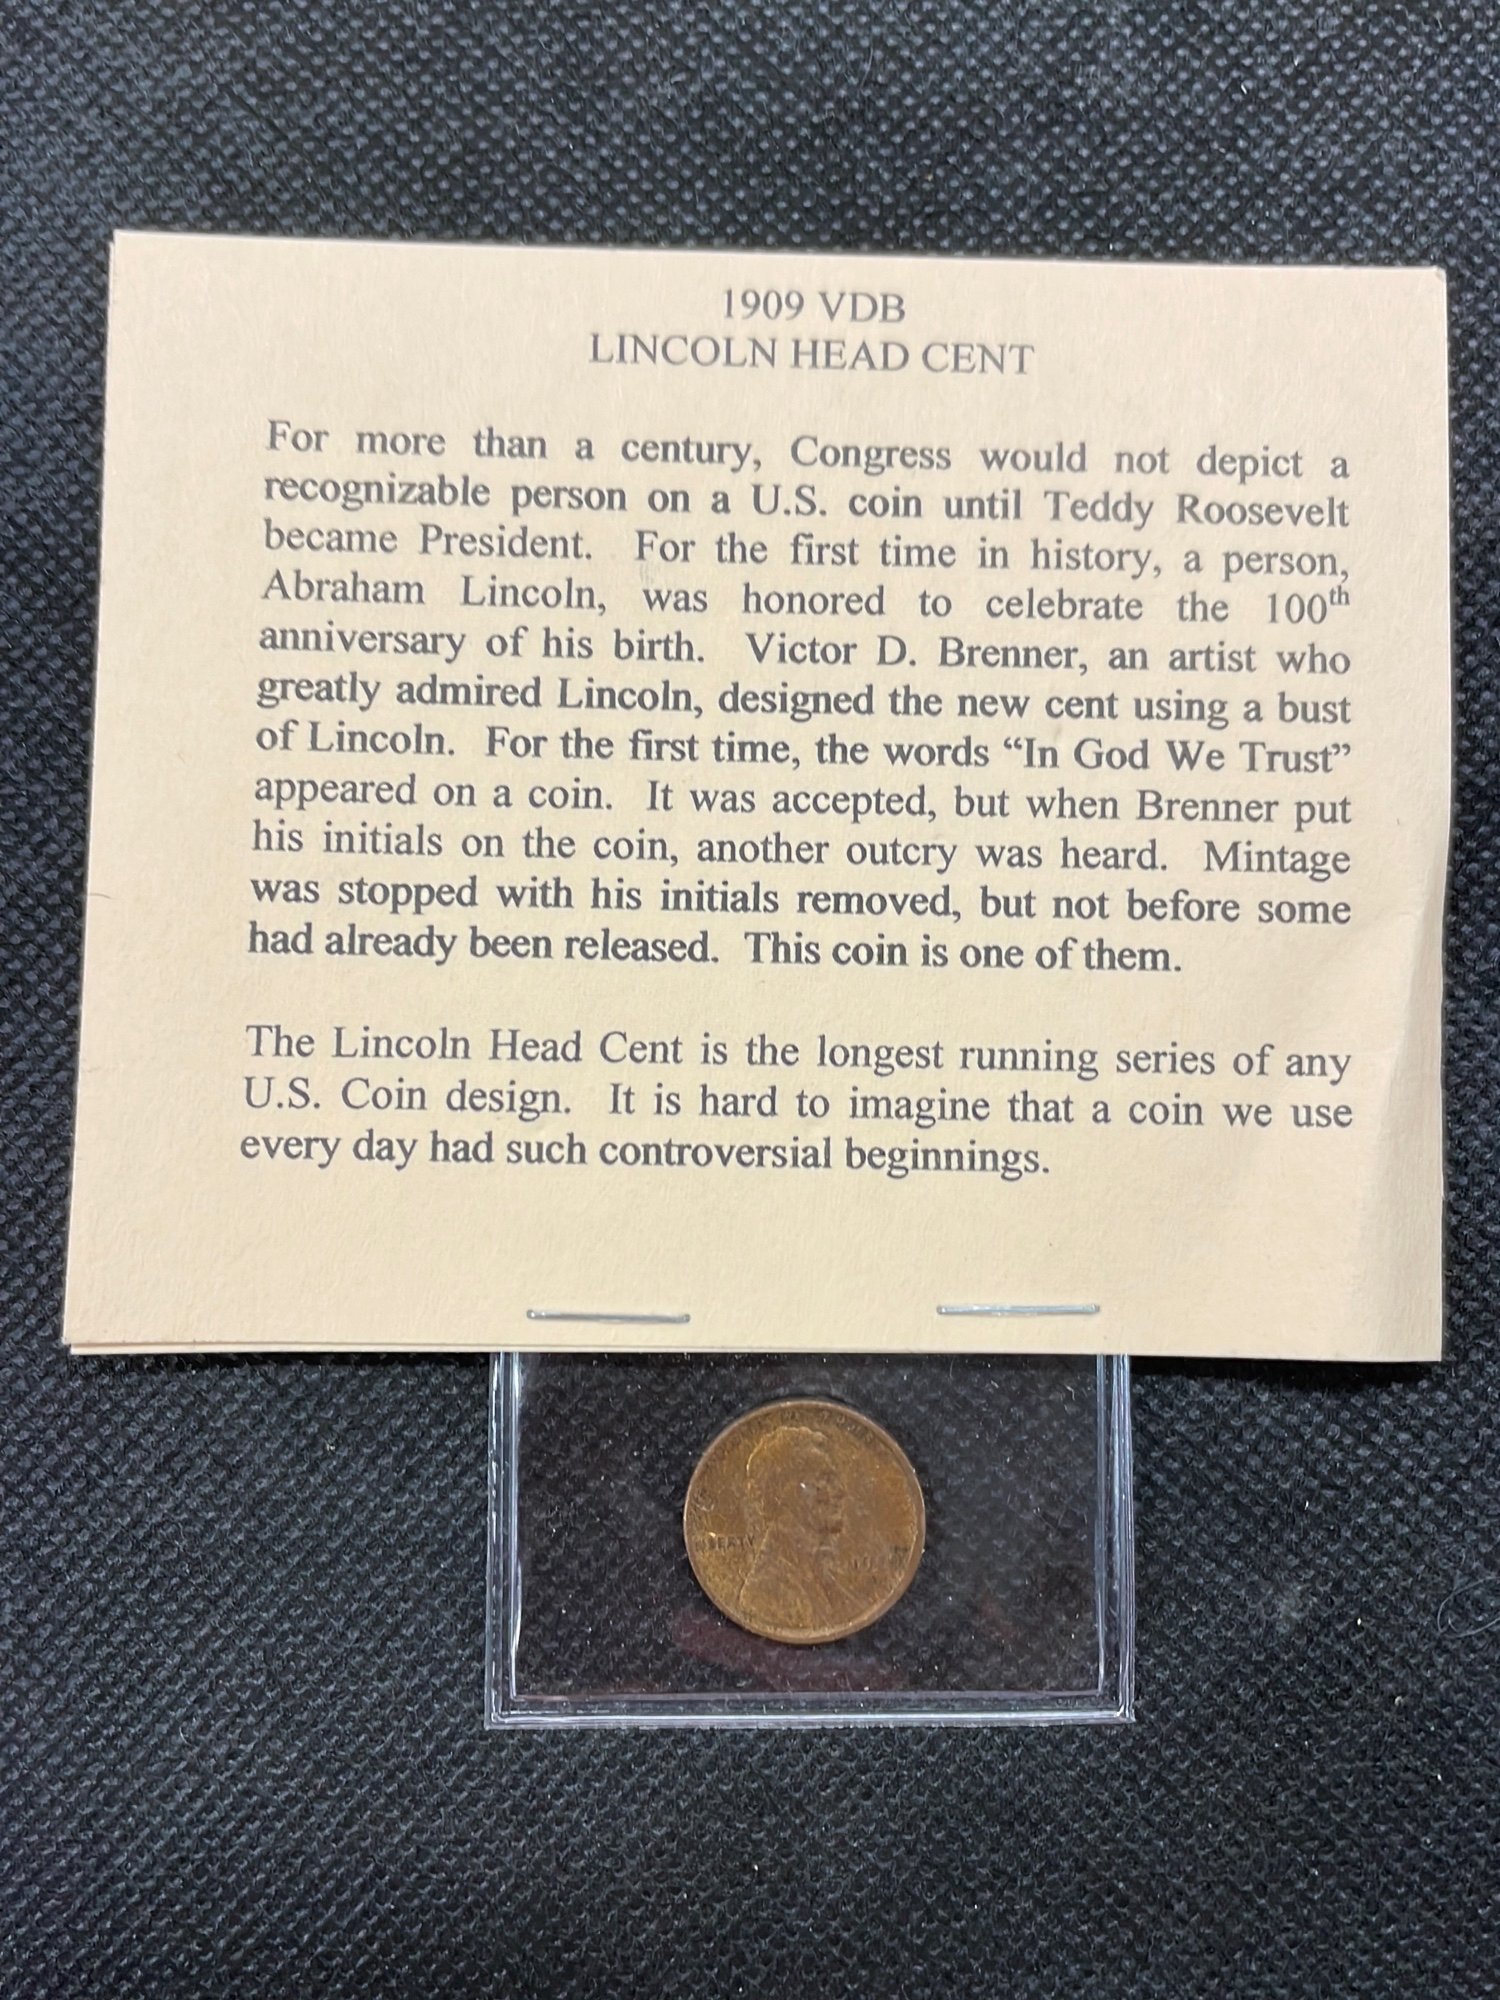 1909 VDB
LINCOLN HEAD CENT
For more than a century, Congress would not depict a
recognizable person on a U.S. coin until Teddy Roosevelt
became President. For the first time in history, a person,
Abraham Lincoln, was honored to celebrate the 100th
anniversary of his birth. Victor D. Brenner, an artist who
greatly admired Lincoln, designed the new cent using a bust
of Lincoln. For the first time, the words “In God We Trust”
appeared on a coin. It was accepted, but when Brenner put
his initials on the coin, another outcry was heard. Mintage
was stopped with his initials removed, but not before some
had already been released. This coin is one of them.
The Lincoln Head Cent is the longest running series of any
U.S. Coin design. It is hard to imagine that a coin we use
every day had such controversial beginnings.
LIBERTY